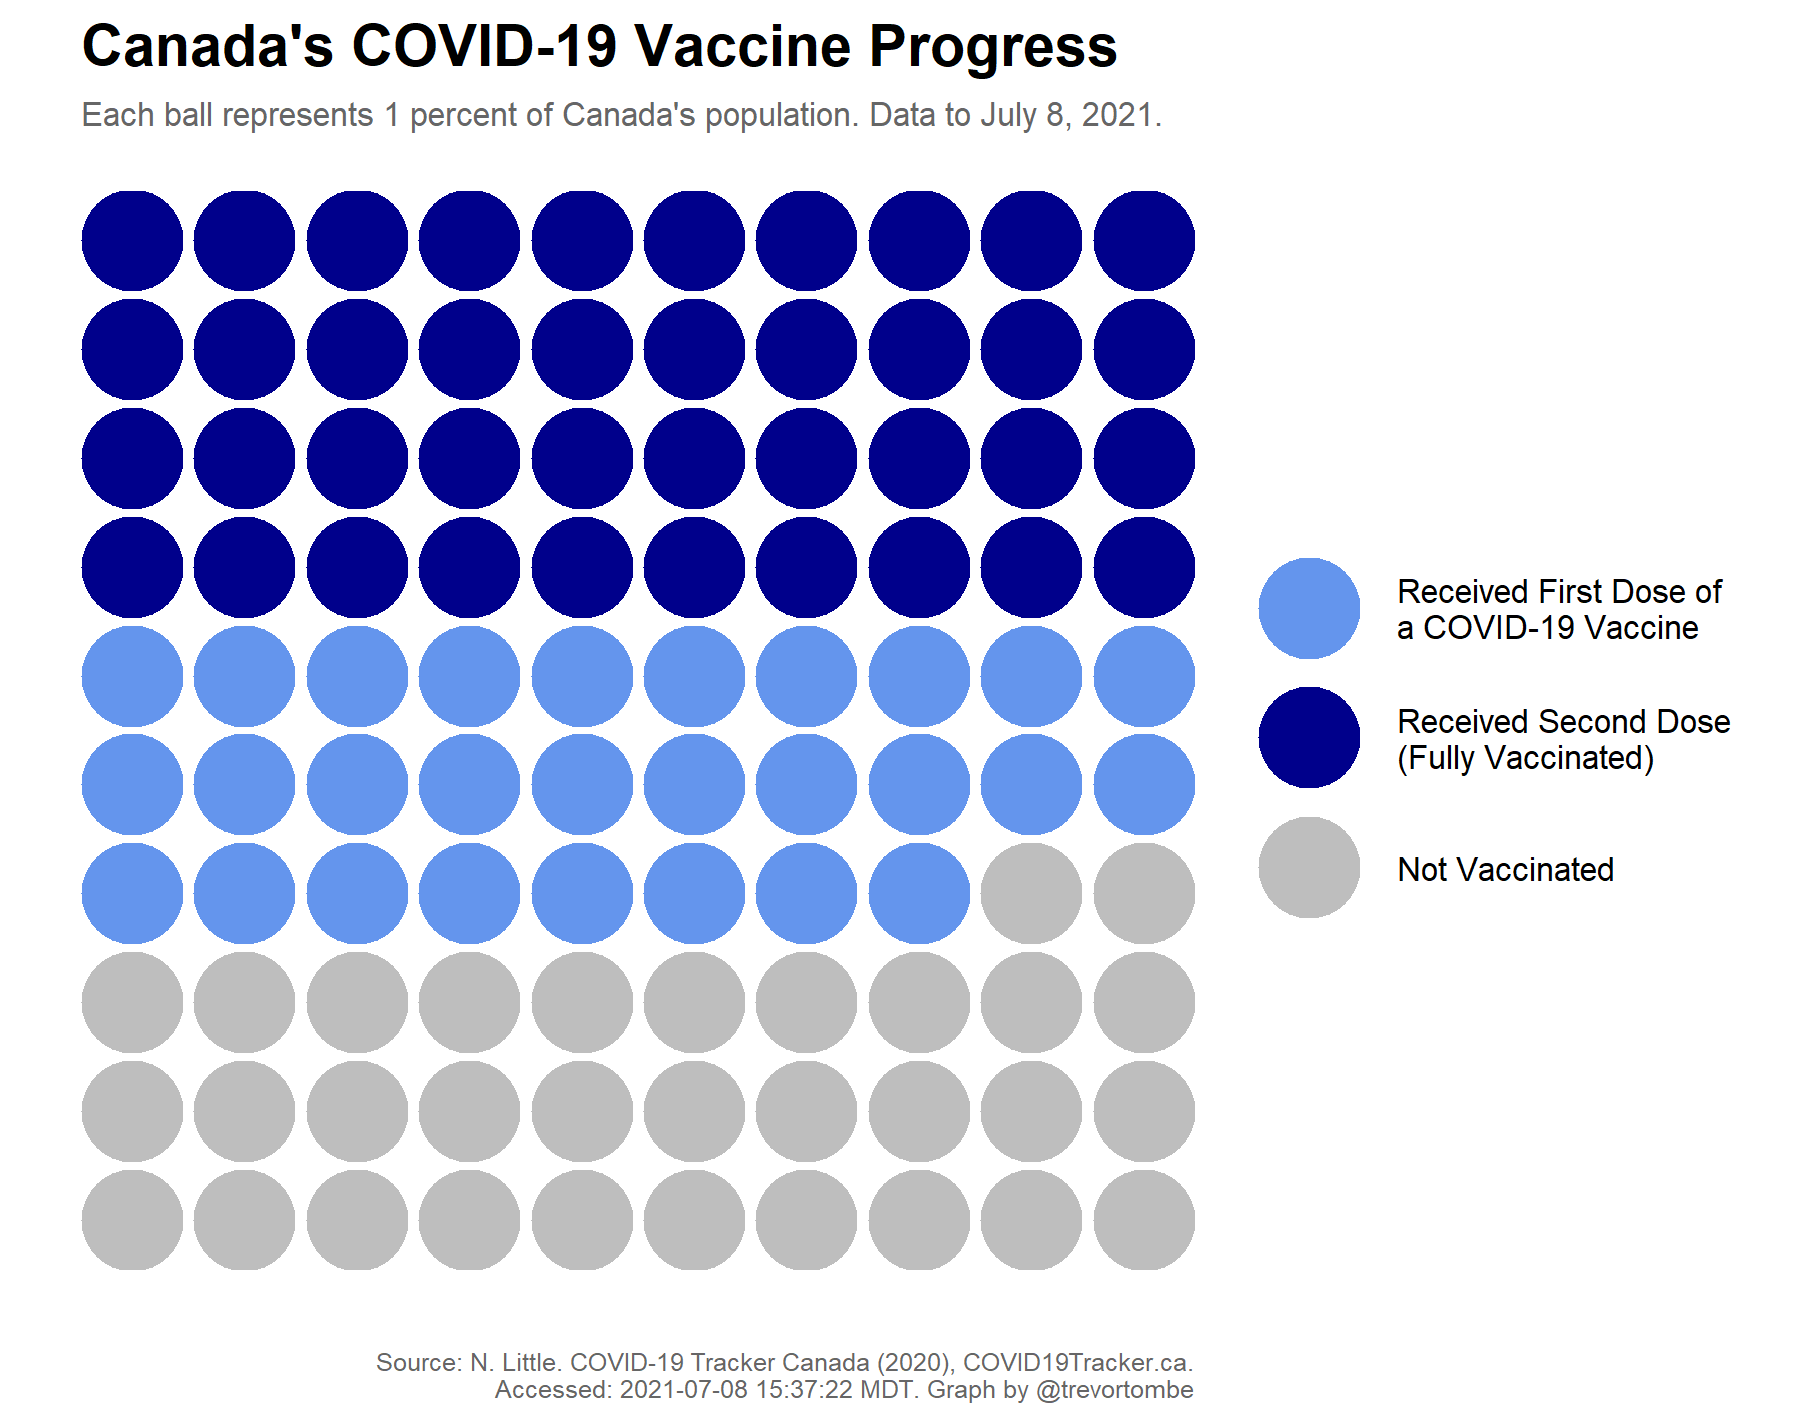 Canada's COVID-19 Vaccine Progress
Each ball represents 1 percent of Canada's population. Data to July 8, 2021.
Received First Dose of
a COVID-19 Vaccine
Received Second Dose
(Fully Vaccinated)
Not Vaccinated
Source: N. Little. COVID-19 Tracker Canada (2020), COVID19Tracker.ca.
Accessed: 2021-07-08 15:37:22 MDT. Graph by @trevortombe